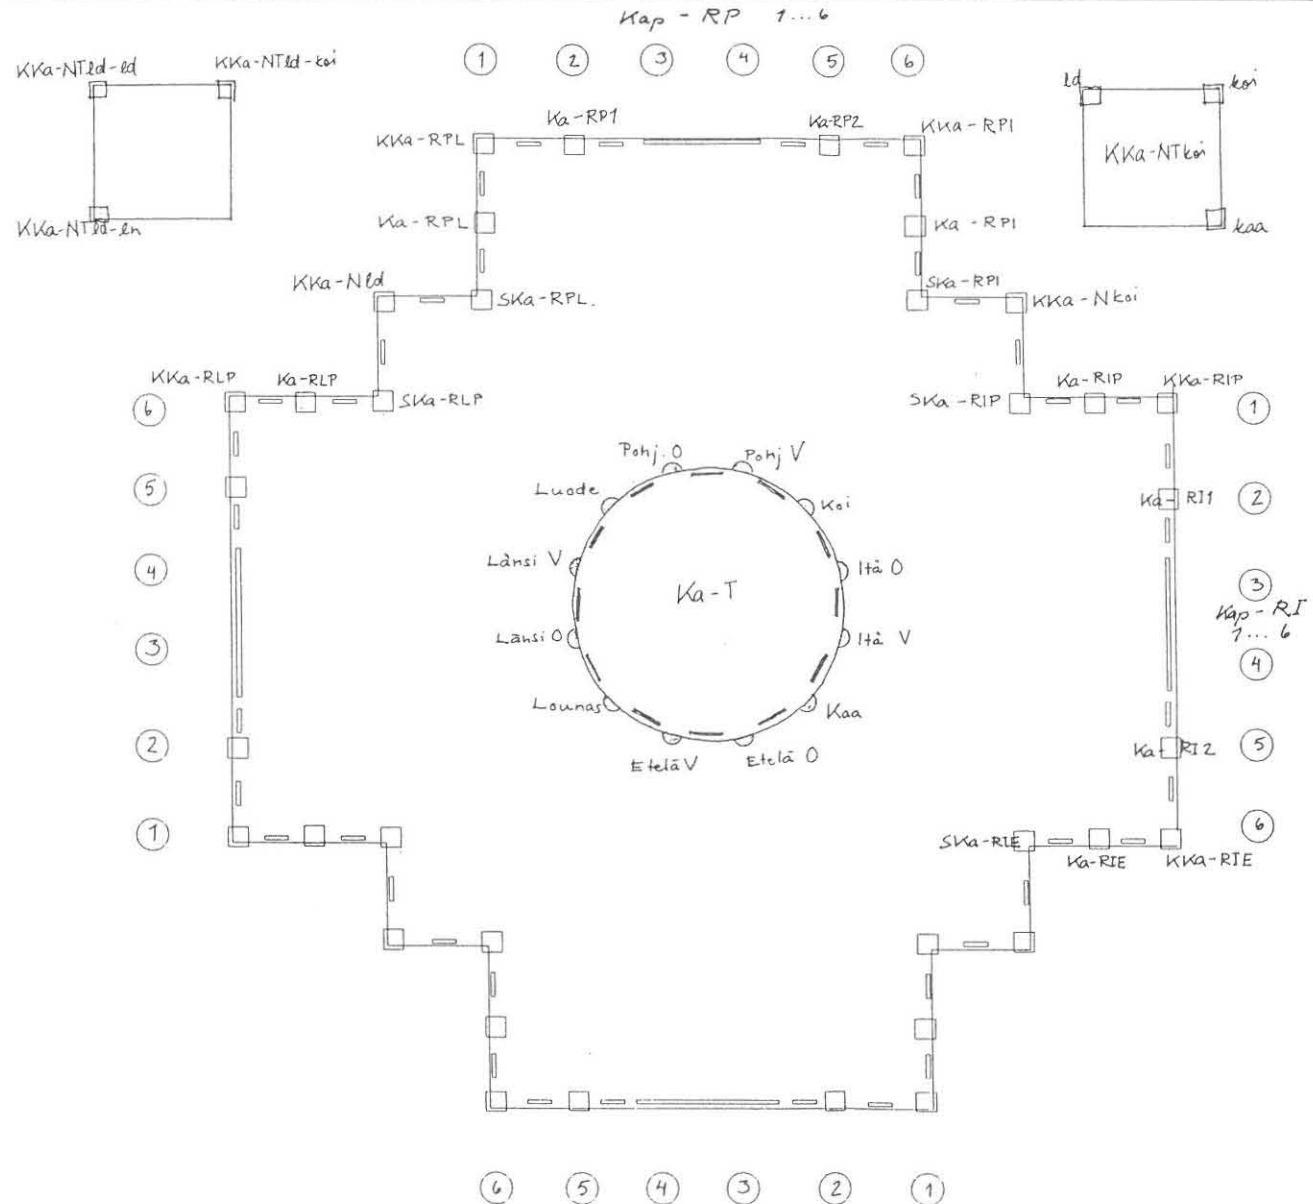 Kap - RP 1...6
1 2 3 4 5 6
KKa-NTld-ld
KKa-NTld-koi
KKa-NTld-ln
ld
koi
KKa-NTkoi
kaa
KKa-RPL
Ka-RP1
Ka-RP2
KKa-RPI
Ka-RPL
Ka-RPI
KKa-Nld
SKa-RPL.
SKa-RPI
KKa-Nkoi
KKa-RLP
Ka-RLP
SKa-RLP
SKa-RIP
Ka-RIP
KKa-RIP
6
5
4
3
2
1
Pohj. O
Pohj V
Luode
Koi
Länsi V
Itä O
Ka-T
Länsi O
Itä V
Lounas
Kaa
Etelä V
Etelä O
1
Ka-RI1
2
3
Kap-RI
1...6
4
Ka-RI2
5
6
SKa-RIE
Ka-RIE
KKa-RIE
6 5 4 3 2 1